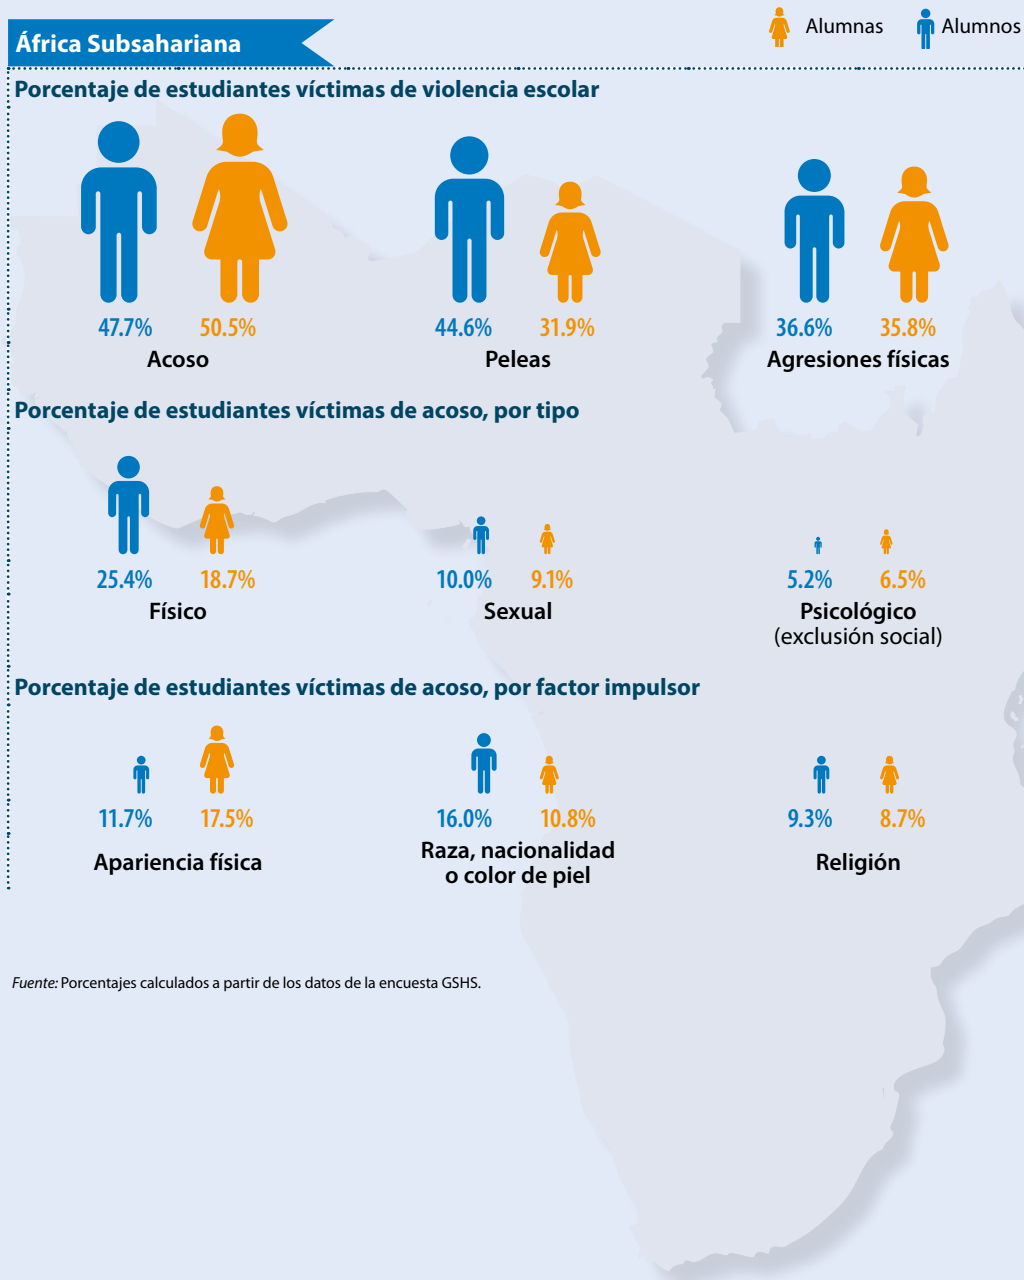 África Subsahariana
Alumnas Alumnos
Porcentaje de estudiantes víctimas de violencia escolar
47.7% 50.5% 44.6% 31.9% 36.6% 35.8%
Acoso Peleas Agresiones físicas
Porcentaje de estudiantes víctimas de acoso, por tipo
25.4% 18.7% 10.0% 9.1% 5.2% 6.5%
Físico Sexual Psicológico
(exclusión social)
Porcentaje de estudiantes víctimas de acoso, por factor impulsor
11.7% 17.5% 16.0% 10.8% 9.3% 8.7%
Apariencia física Raza, nacionalidad Religión
o color de piel
Fuente: Porcentajes calculados a partir de los datos de la encuesta GSHS.